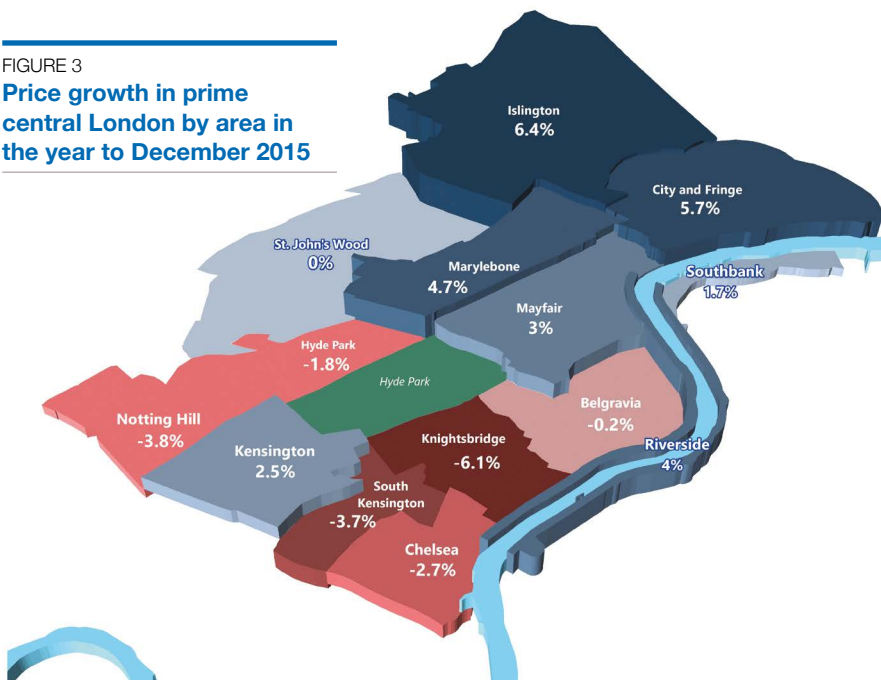 FIGURE 3
Price growth in prime
central London by area in
the year to December 2015
Islington
6.4%
City and Fringe
5.7%
St. John's Wood
0%
Marylebone
4.7%
Southbank
1.7%
Mayfair
3%
Hyde Park
-1.8%
Hyde Park
Notting Hill
-3.8%
Belgravia
-0.2%
Kensington
2.5%
Knightsbridge
-6.1%
Riverside
4%
South
Kensington
-3.7%
Chelsea
-2.7%